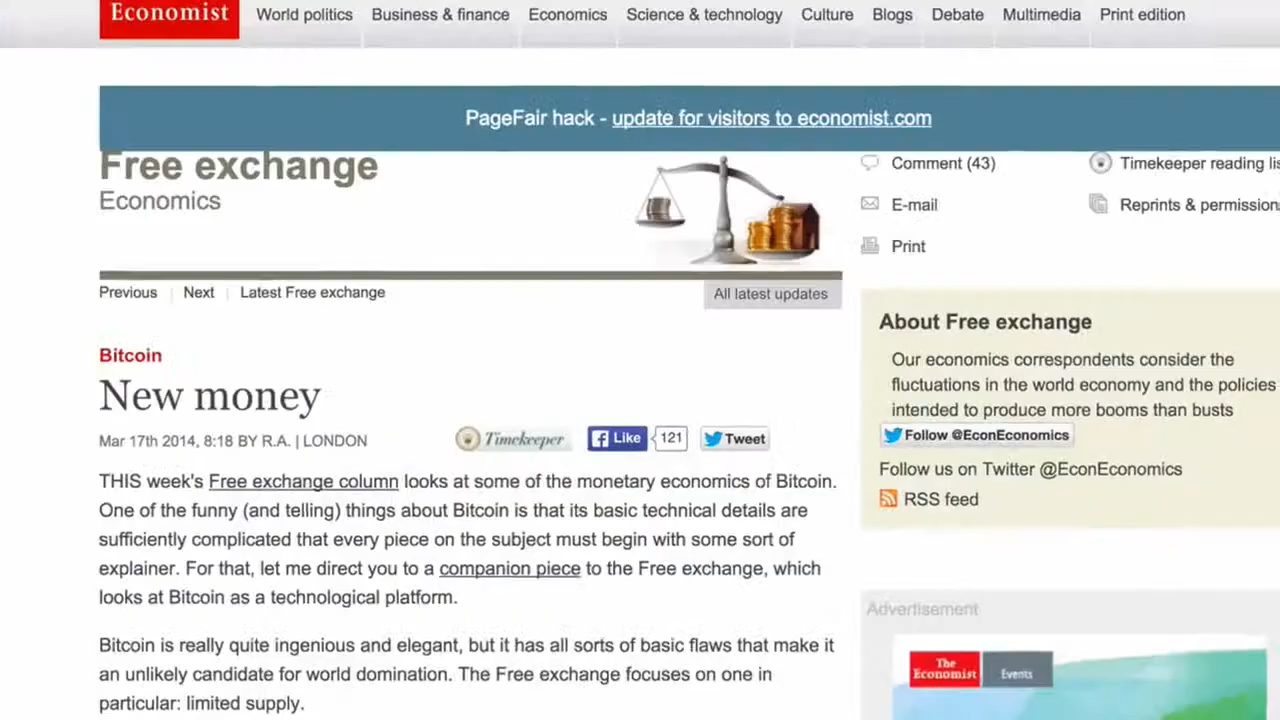 Economist
World politics Business & finance Economics Science & technology Culture Blogs Debate Multimedia Print edition
PageFair hack - update for visitors to economist.com
Free exchange
Economics
Comment (43)
E-mail
Print
Timekeeper reading
Reprints &
Previous Next Latest Free exchange
All latest updates
Bitcoin
New money
Mar 17th 2014, 8:18 BY R.A. | LONDON
Timekeeper
Like 121
Tweet
THIS week's Free exchange column looks at some of the monetary economics of Bitcoin.
One of the funny (and telling) things about Bitcoin is that its basic technical details are
sufficiently complicated that every piece on the subject must begin with some sort of
explainer. For that, let me direct you to a companion piece to the Free exchange, which
looks at Bitcoin as a technological platform.
Bitcoin is really quite ingenious and elegant, but it has all sorts of basic flaws that make it
an unlikely candidate for world domination. The Free exchange focuses on one in
particular: limited supply.
About Free exchange
Our economics correspondents consider the
fluctuations in the world economy and the policies
intended to produce more booms than busts
Follow @EconEconomics
Follow us on Twitter @EconEconomics
RSS feed
Advertisement
The
Economist
Events